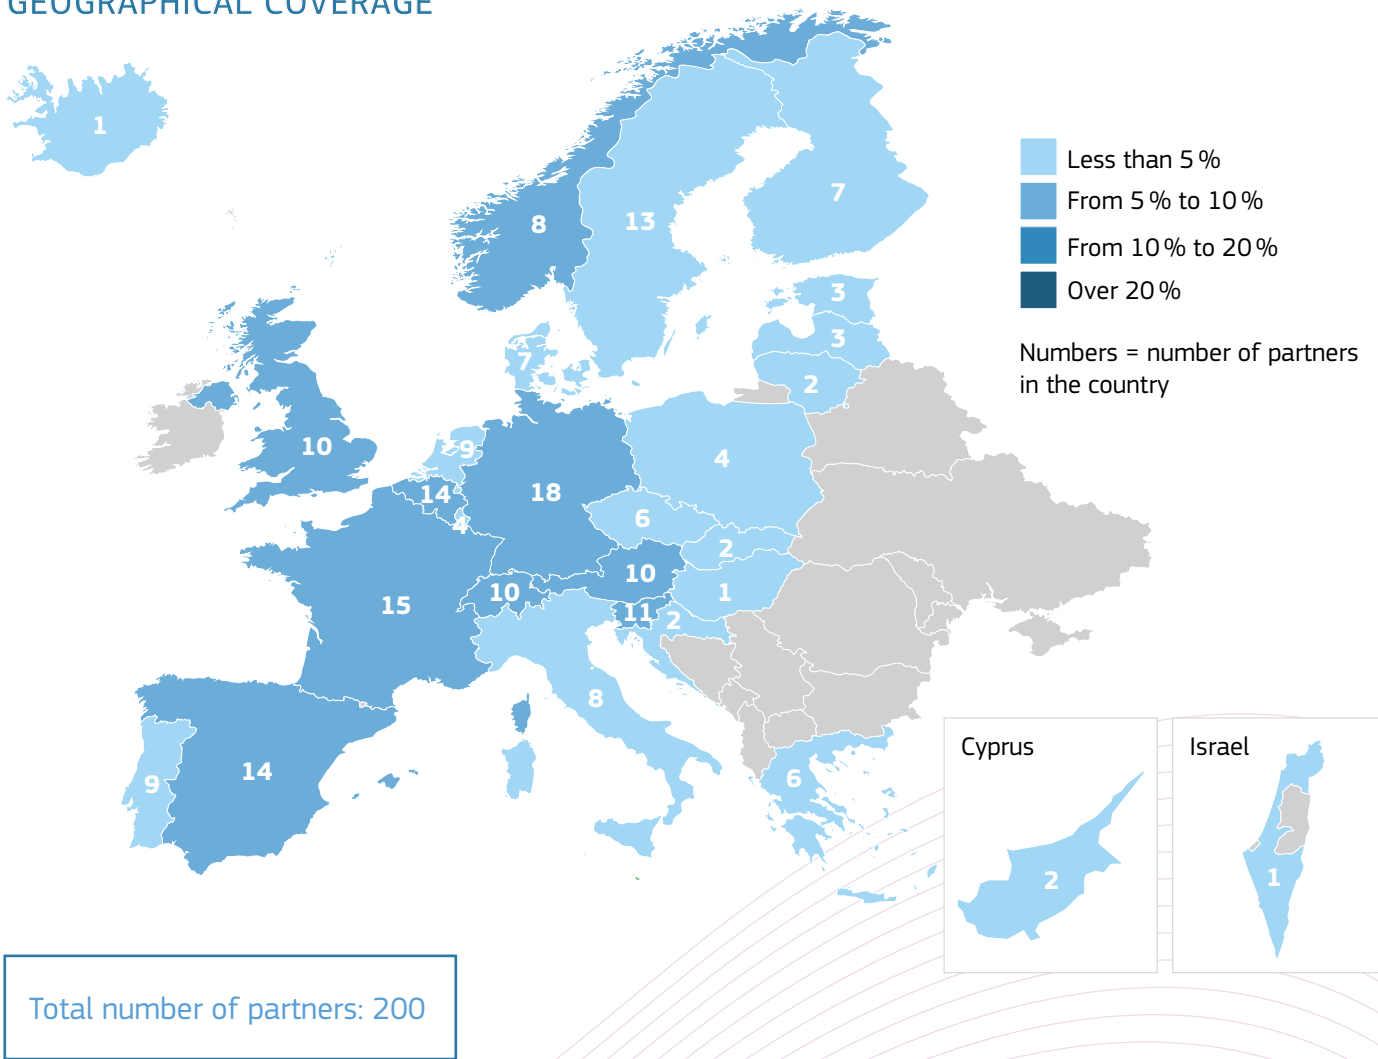 GEOGRAPHICAL COVERAGE
1
8
13
7
Less than 5 %
From 5 % to 10 %
From 10 % to 20 %
Over 20 %
Numbers = number of partners
in the country
3
3
7
2
10
9
4
14
18
4
6
2
10
10
1
15
11
2
8
9
14
6
Cyprus
2
Israel
1
Total number of partners: 200